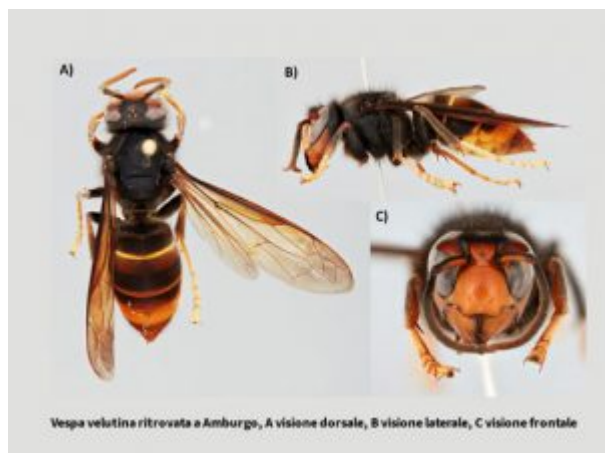 A)
B)
C)
Vespa velutina ritrovata a Amburgo, A visione dorsale, B visione laterale, C visione frontale